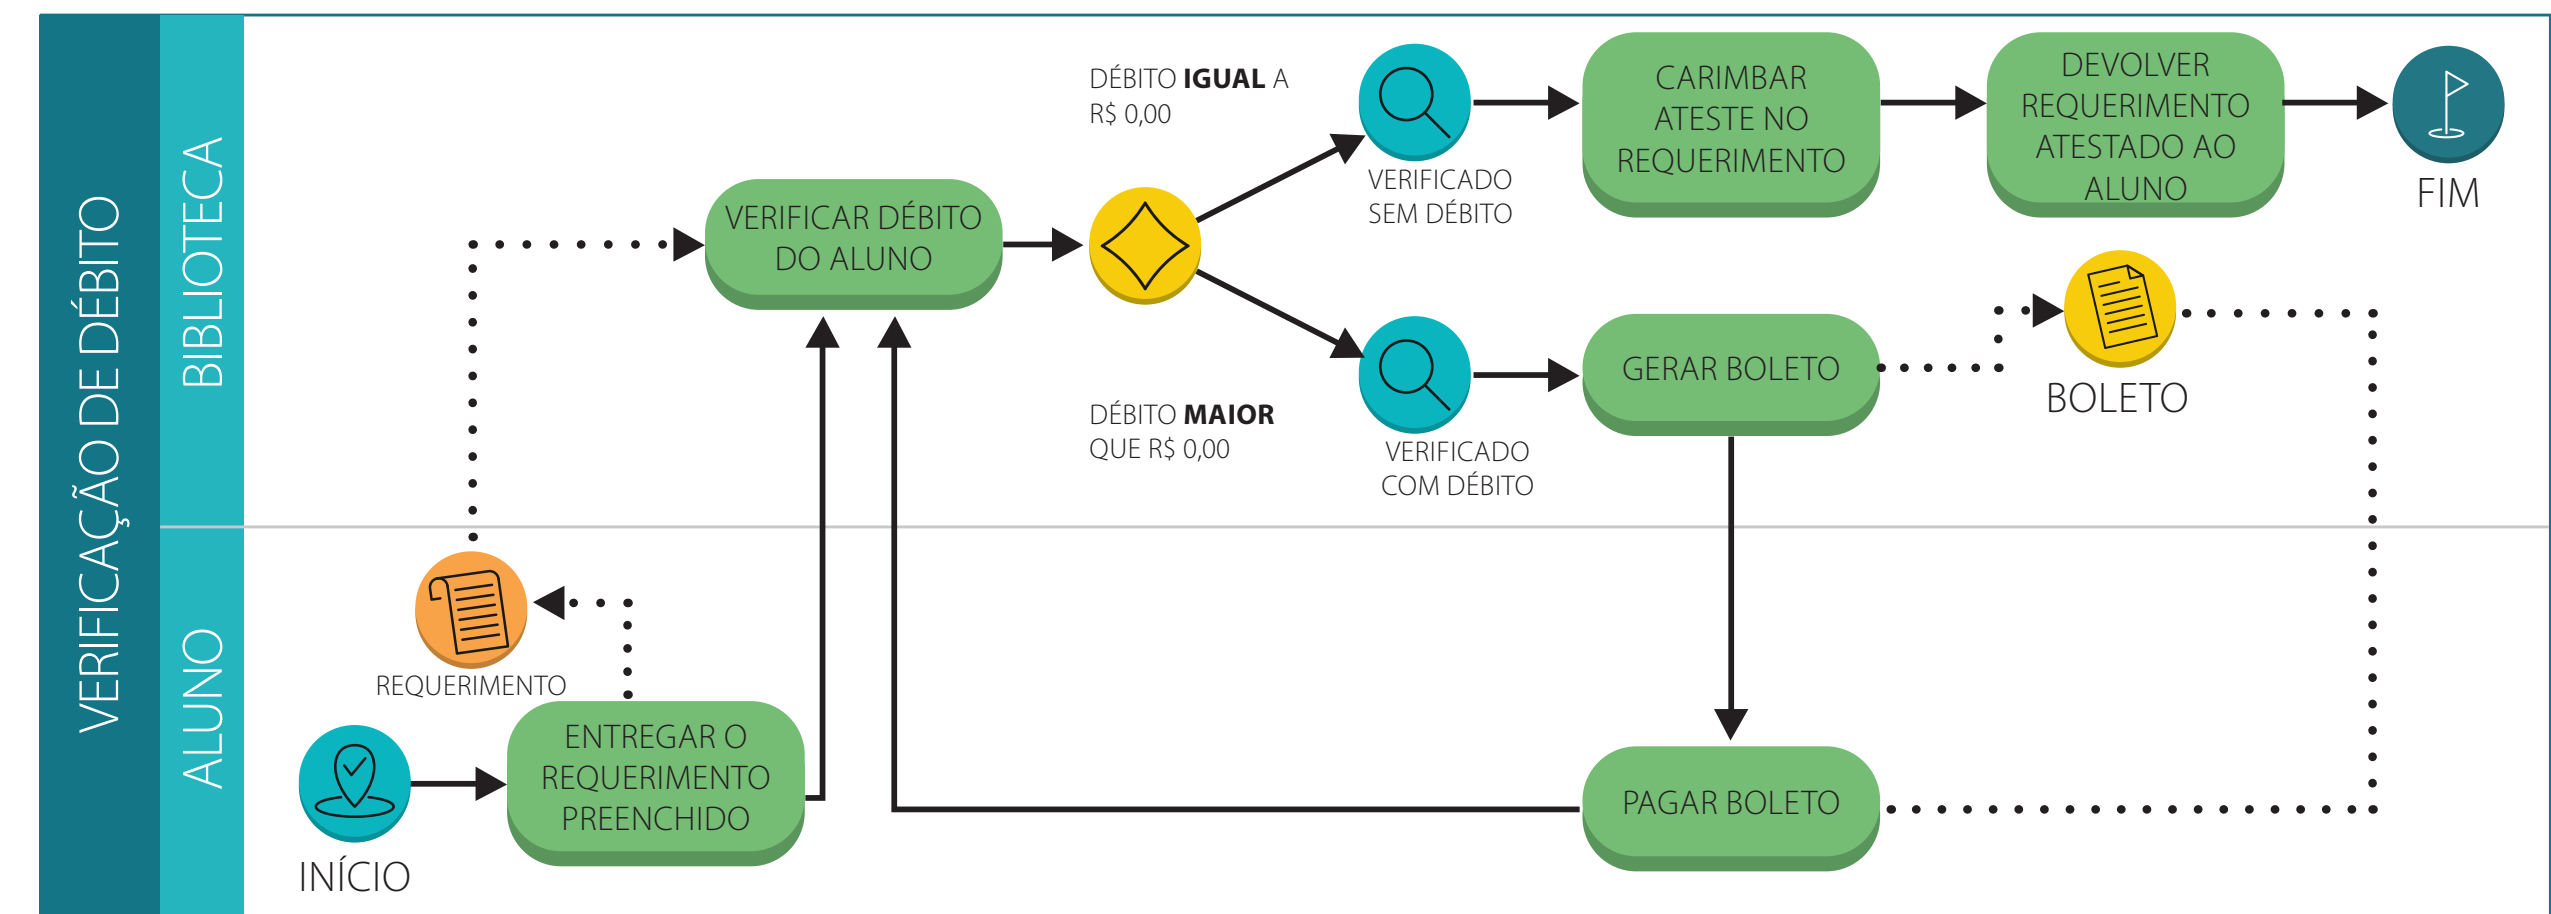 VERIFICAÇÃO DE DÉBITO
BIBLIOTECA
VERIFICAR DÉBITO
DO ALUNO
DÉBITO IGUAL A
R$ 0,00
VERIFICADO
SEM DÉBITO
CARIMBAR
ATESTE NO
REQUERIMENTO
DEVOLVER
REQUERIMENTO
ATESTADO AO
ALUNO
FIM
DÉBITO MAIOR
QUE R$ 0,00
VERIFICADO
COM DÉBITO
GERAR BOLETO
BOLETO
ALUNO
REQUERIMENTO
INÍCIO
ENTREGAR O
REQUERIMENTO
PREENCHIDO
PAGAR BOLETO